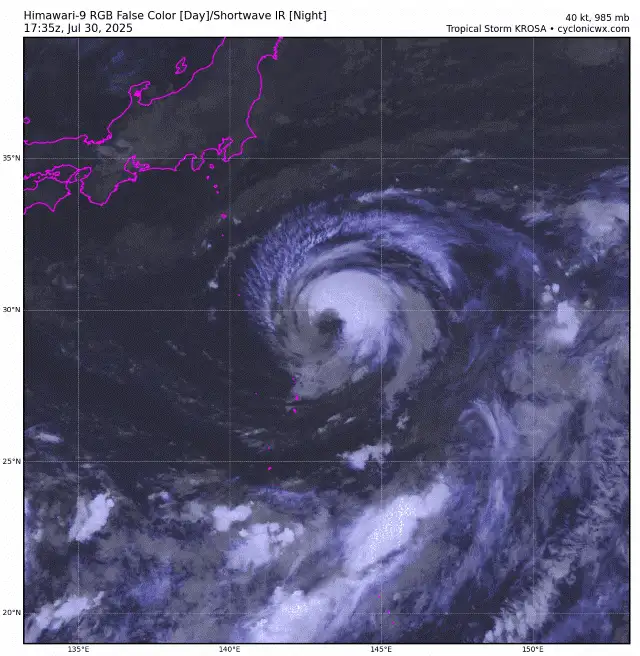 Himawari-9 RGB False Color [Day]/Shortwave IR [Night]
40 kt, 985 mb
17:35z, Jul 30, 2025
Tropical Storm KROSA • cyclonicwx.com
35°N
30°N
25°N
20°N
135°E
140°E
145°E
150°E